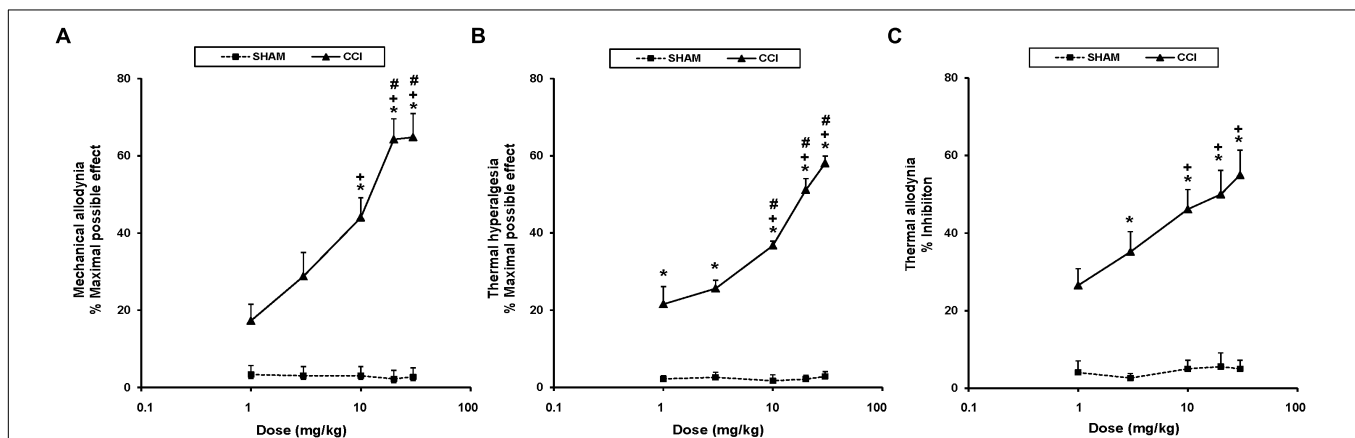 A
SHAM CCI
Mechanical allodynia
% Maximal possible effect
80
60
40
20
0
# + *
# + *
+ *
0.1 1 10 100
Dose (mg/kg)
B
SHAM CCI
Thermal hyperalgesia
% Maximal possible effect
80
60
40
20
0
*
*
# + *
# + *
# + *
0.1 1 10 100
Dose (mg/kg)
C
SHAM CCI
Thermal allodynia
% Inhibiiton
80
60
40
20
0
*
+ *
+ *
+ *
0.1 1 10 100
Dose (mg/kg)